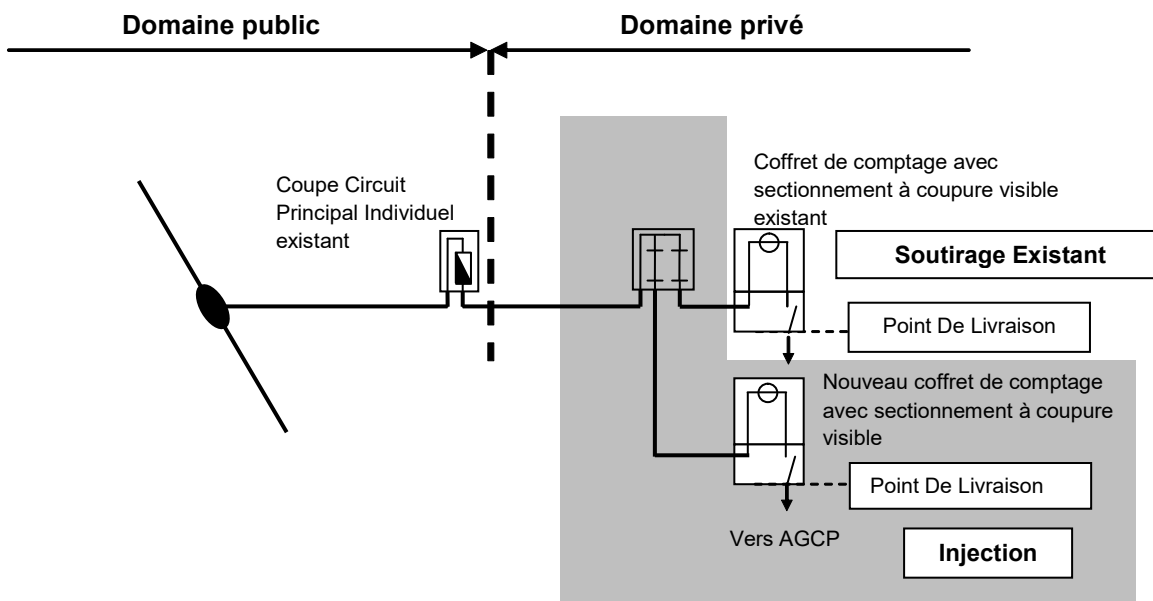 Domaine public
Domaine privé
Coupe Circuit
Principal Individuel
existant
Coffret de comptage avec
sectionnement à coupure visible
existant
Soutirage Existant
Point De Livraison
Nouveau coffret de comptage
avec sectionnement à coupure
visible
Point De Livraison
Vers AGCP
Injection